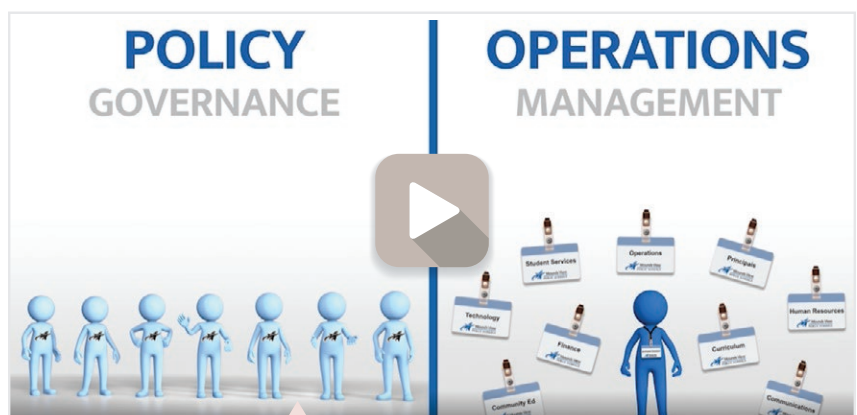 POLICY
GOVERNANCE
OPERATIONS
MANAGEMENT
Student Services
Operations
Principals
Technology
Human Resources
Finance
Curriculum
Community Ed
Communications